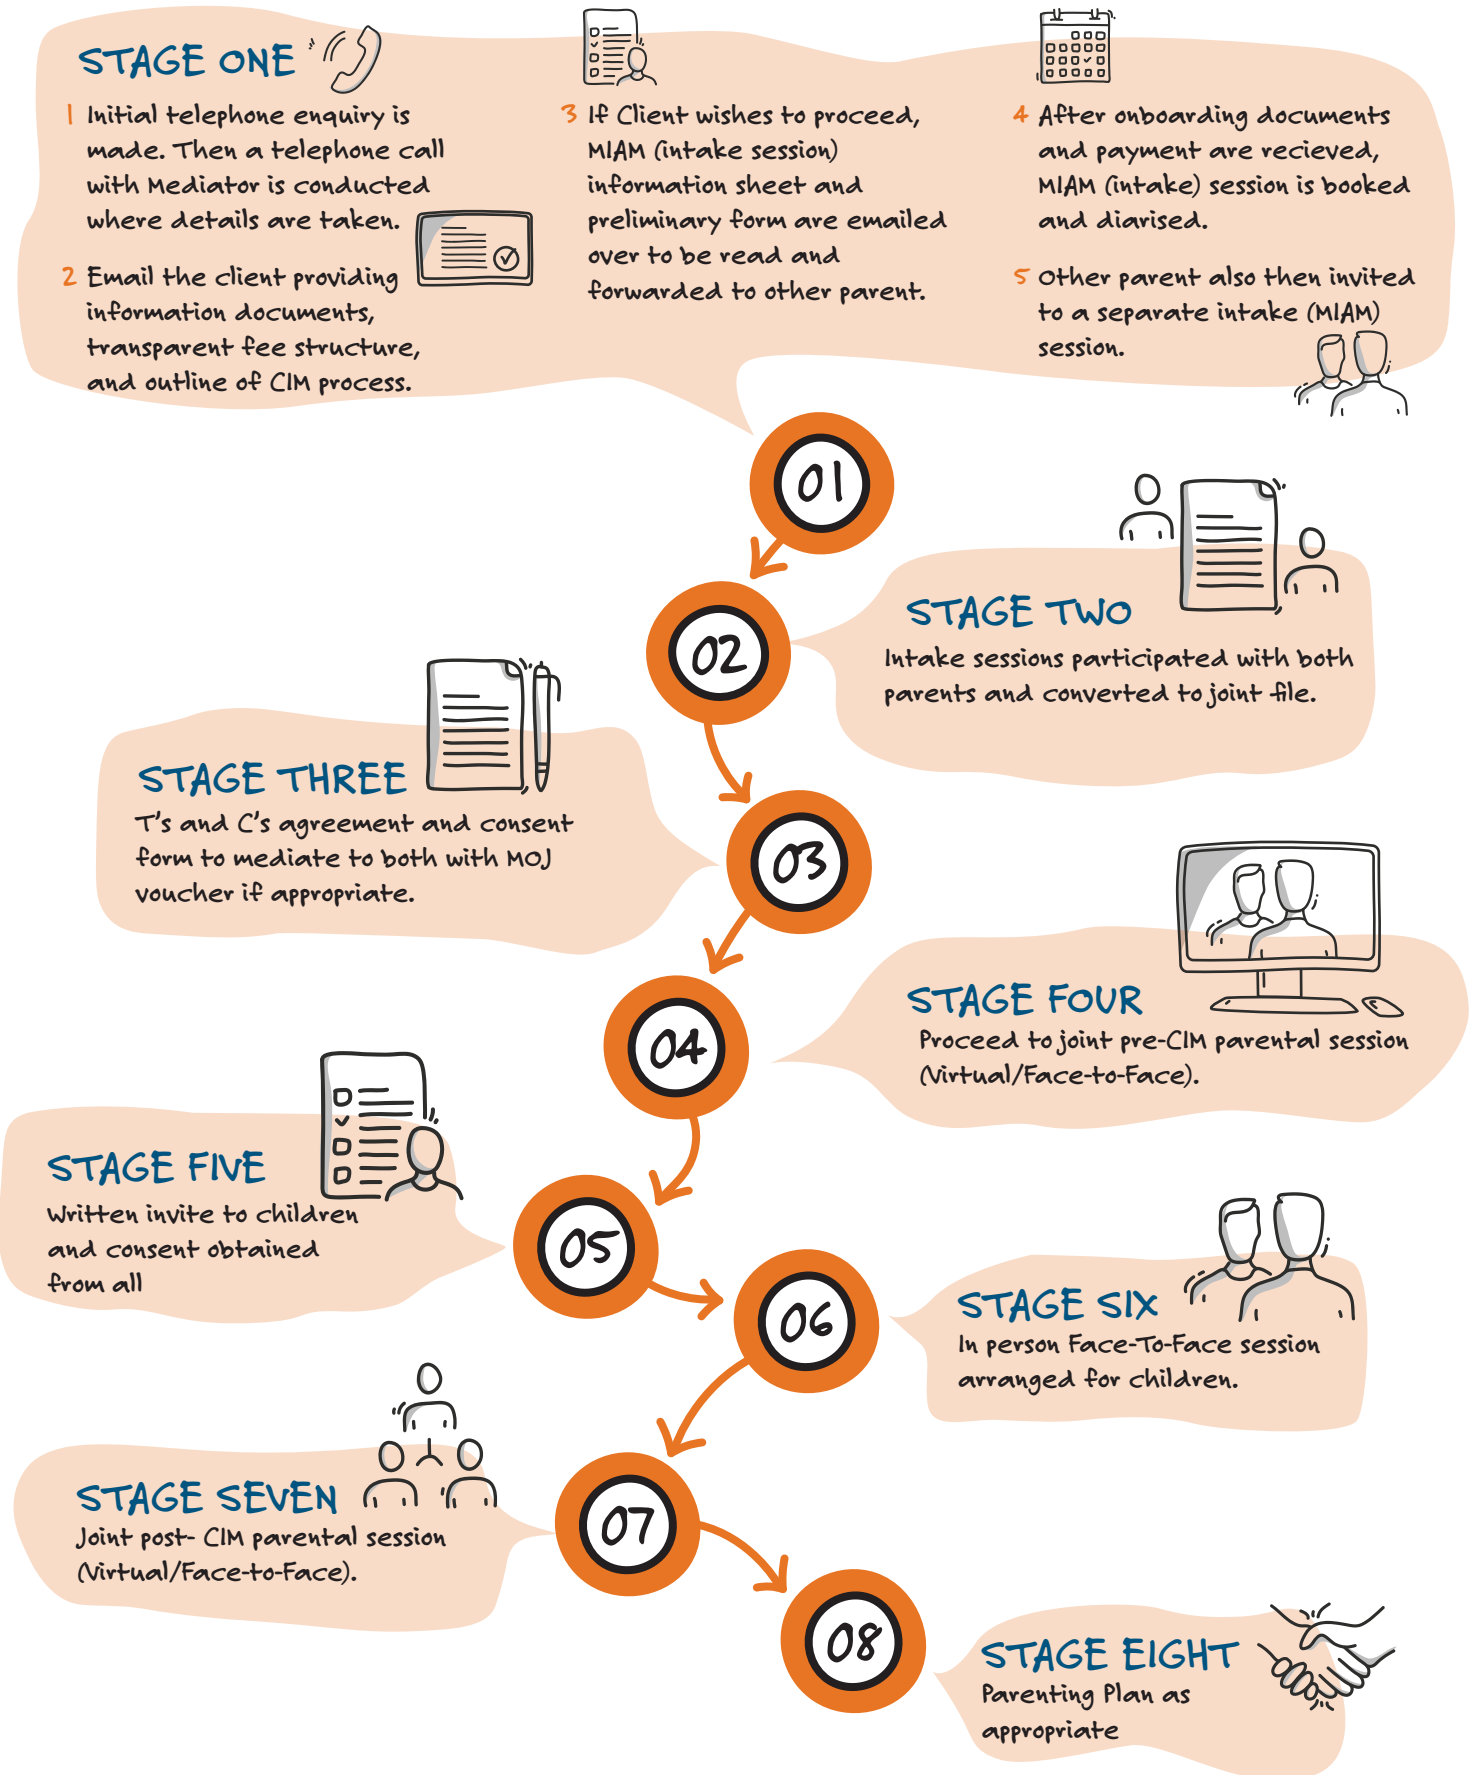 STAGE ONE
1 Initial telephone enquiry is
made. Then a telephone call
with Mediator is conducted
where details are taken.
2 Email the client providing
information documents,
transparent fee structure,
and outline of CIM process.
3 If Client wishes to proceed,
MIAM (intake session)
information sheet and
preliminary form are emailed
over to be read and
forwarded to other parent.
4 After onboarding documents
and payment are recieved,
MIAM (intake) session is booked
and diarised.
5 Other parent also then invited
to a separate intake (MIAM)
session.
01
02
STAGE TWO
Intake sessions participated with both
parents and converted to joint file.
STAGE THREE
T's and C's agreement and consent
form to mediate to both with MOJ
voucher if appropriate.
03
04
STAGE FOUR
Proceed to joint pre-CIM parental session
(Virtual/Face-to-Face).
STAGE FIVE
Written invite to children
and consent obtained
from all
05
06
STAGE SIX
In person Face-To-Face session
arranged for children.
STAGE SEVEN
Joint post- CIM parental session
(Virtual/Face-to-Face).
07
08
STAGE EIGHT
Parenting Plan as
appropriate